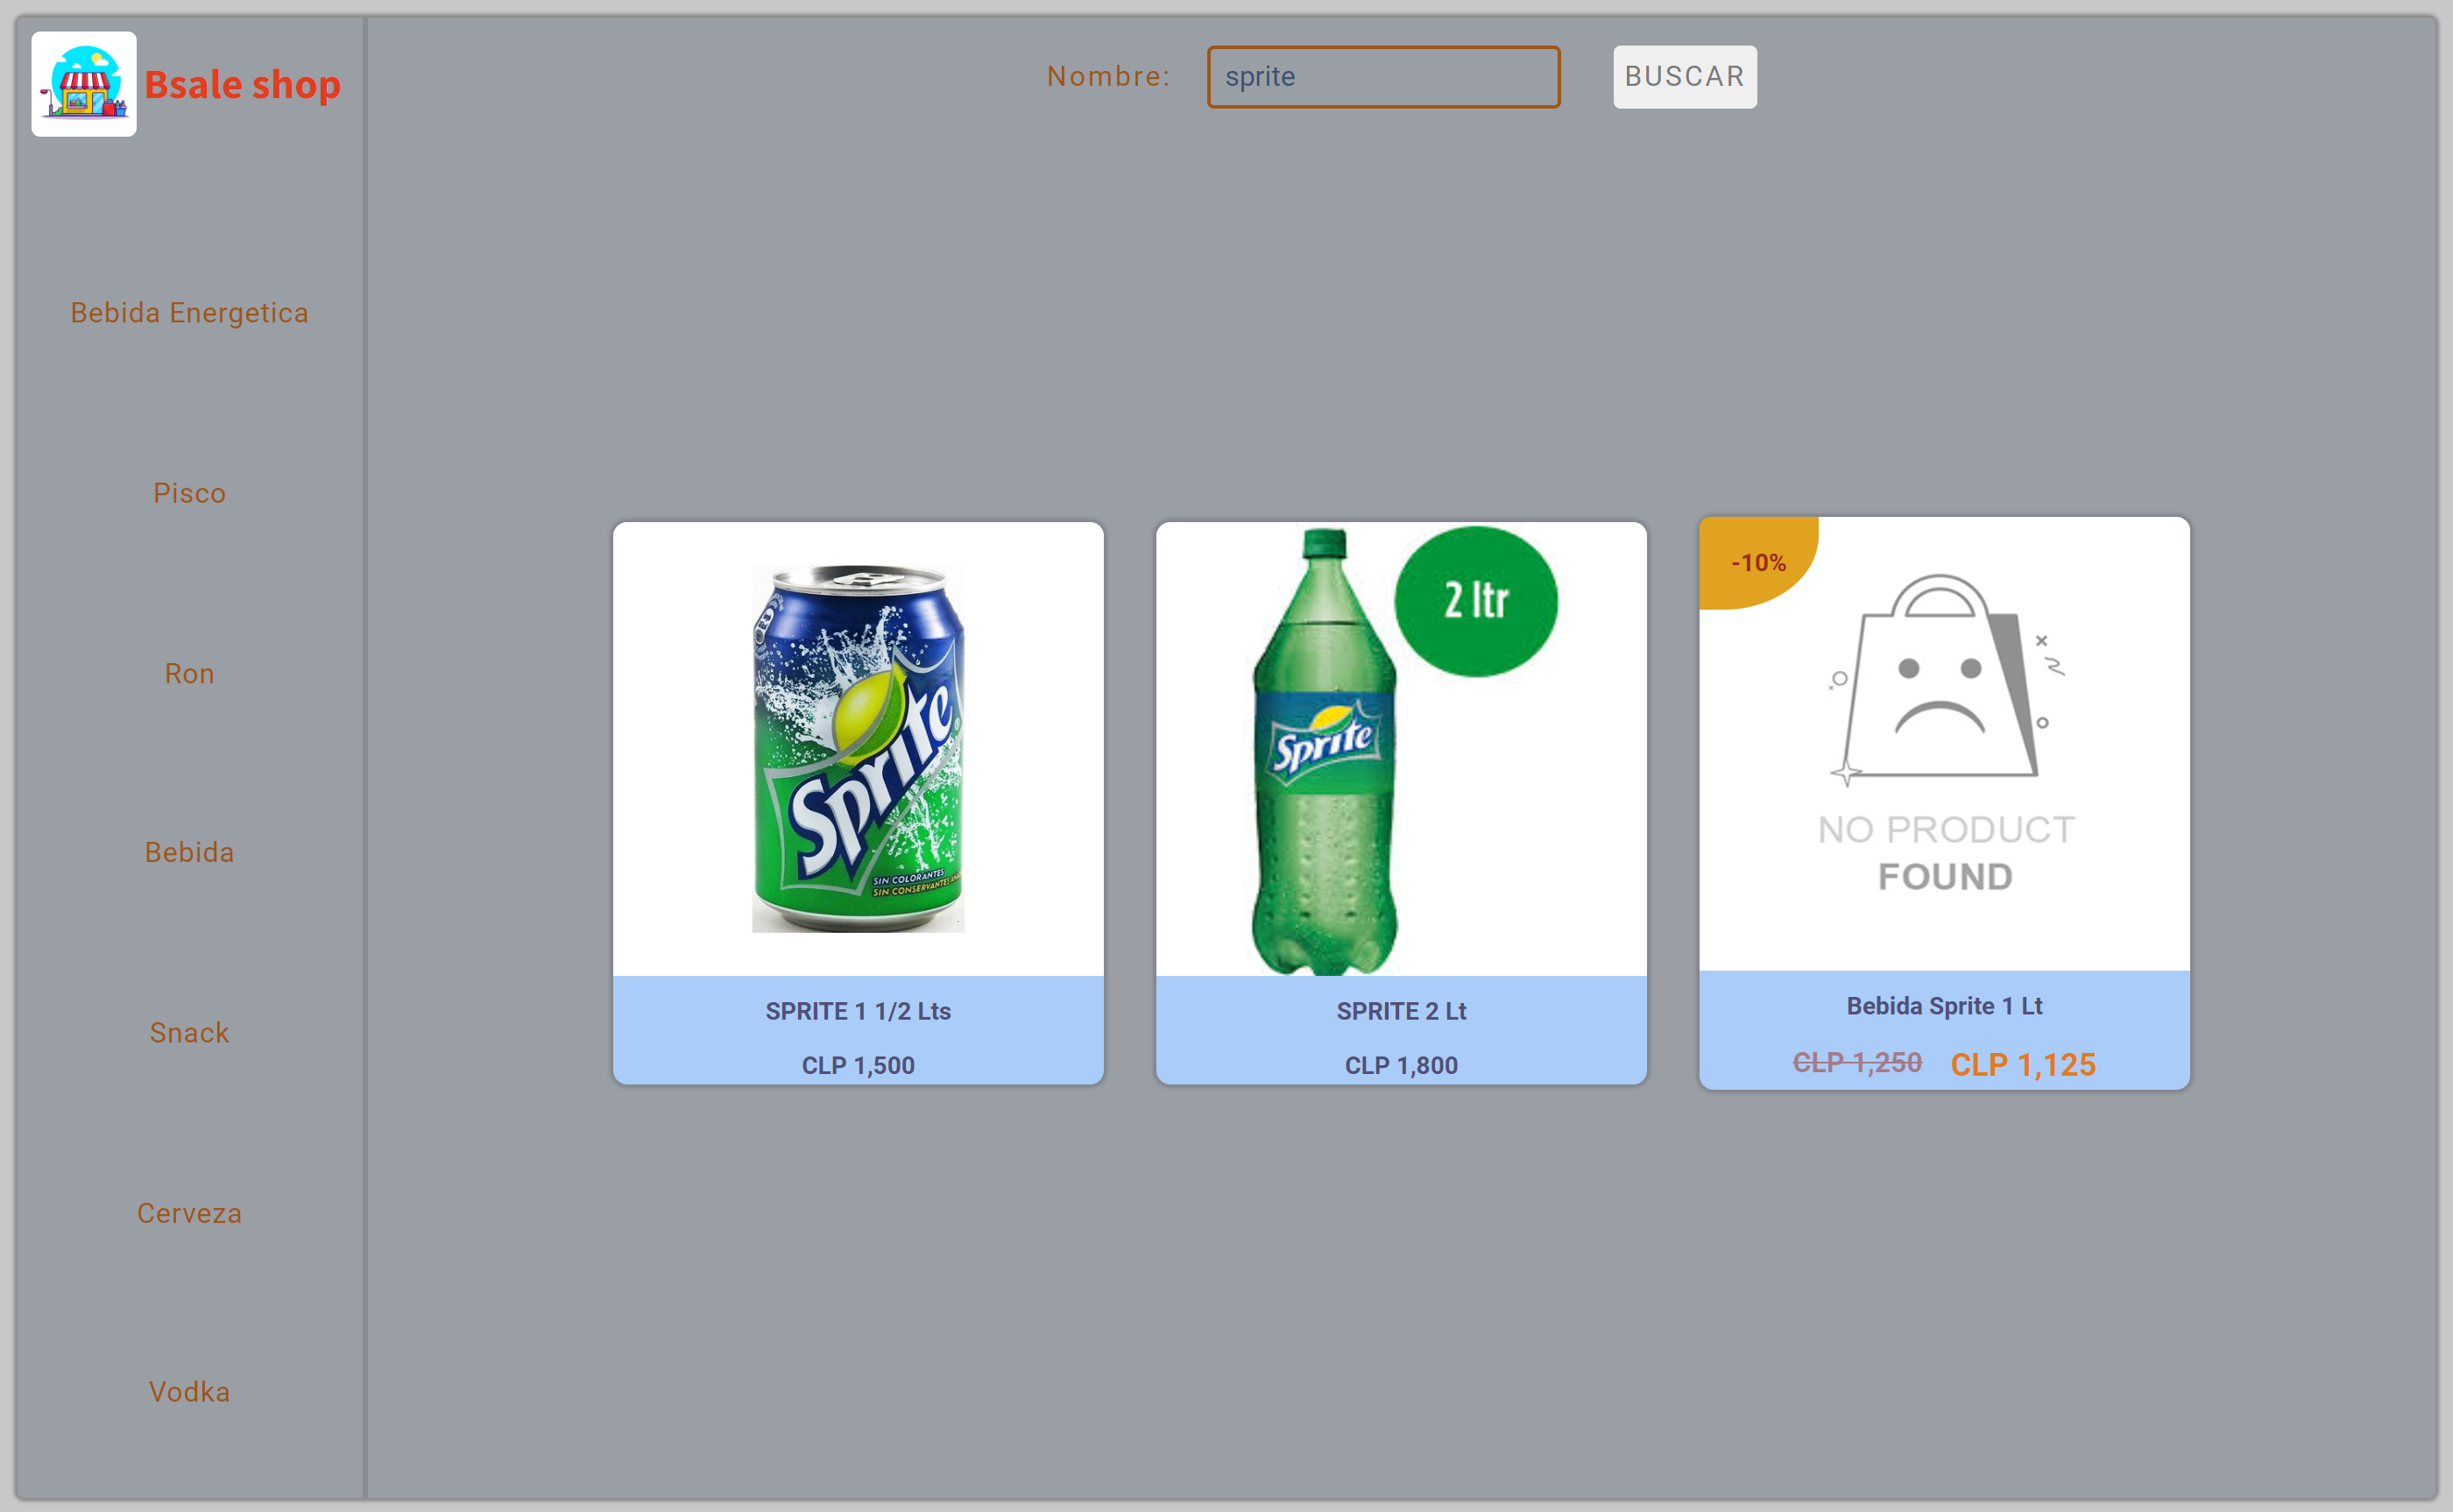 Bsale shop
Nombre:
sprite
BUSCAR
Bebida Energetica
Pisco
Ron
Bebida
Snack
Cerveza
Vodka
Sprite
SIN COLORANTES
SIN CONSERVANTES
SPRITE 1 1/2 Lts
CLP 1,500
2 ltr
Sprite
SPRITE 2 Lt
CLP 1,800
-10%
NO PRODUCT
FOUND
Bebida Sprite 1 Lt
CLP 1,250 CLP 1,125